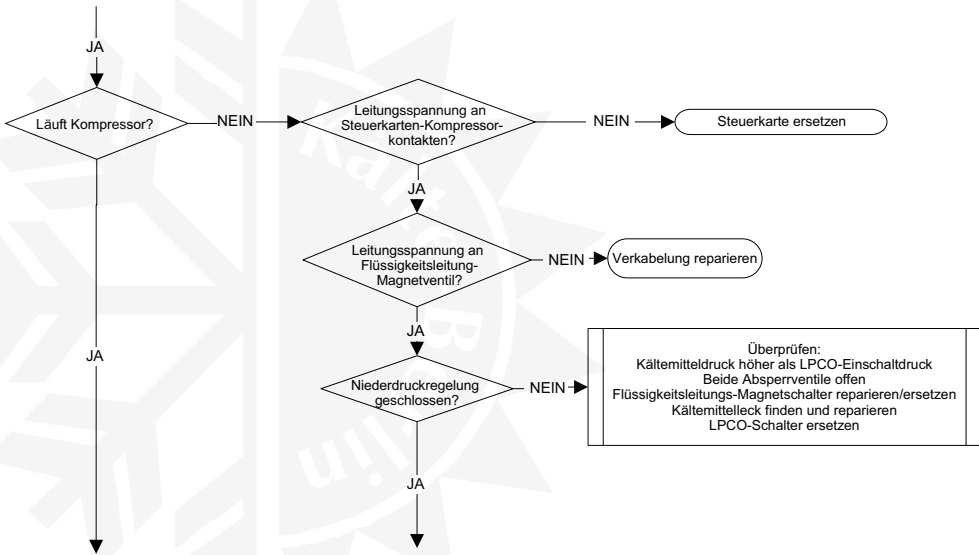 JA
Läuft Kompressor?
NEIN
Leitungsspannung an
Steuerkarten-Kompressor-
kontakten?
NEIN
Steuerkarte ersetzen
JA
Leitungsspannung an
Flüssigkeitsleitung-
Magnetventil?
NEIN
Verkabelung reparieren
JA
JA
Niederdruckregelung
geschlossen?
NEIN
Überprüfen:
Kältemitteldruck höher als LPCO-Einschaltdruck
Beide Absperrventile offen
Flüssigkeitsleitungs-Magnetschalter reparieren/ersetzen
Kältemittelleck finden und reparieren
LPCO-Schalter ersetzen
JA